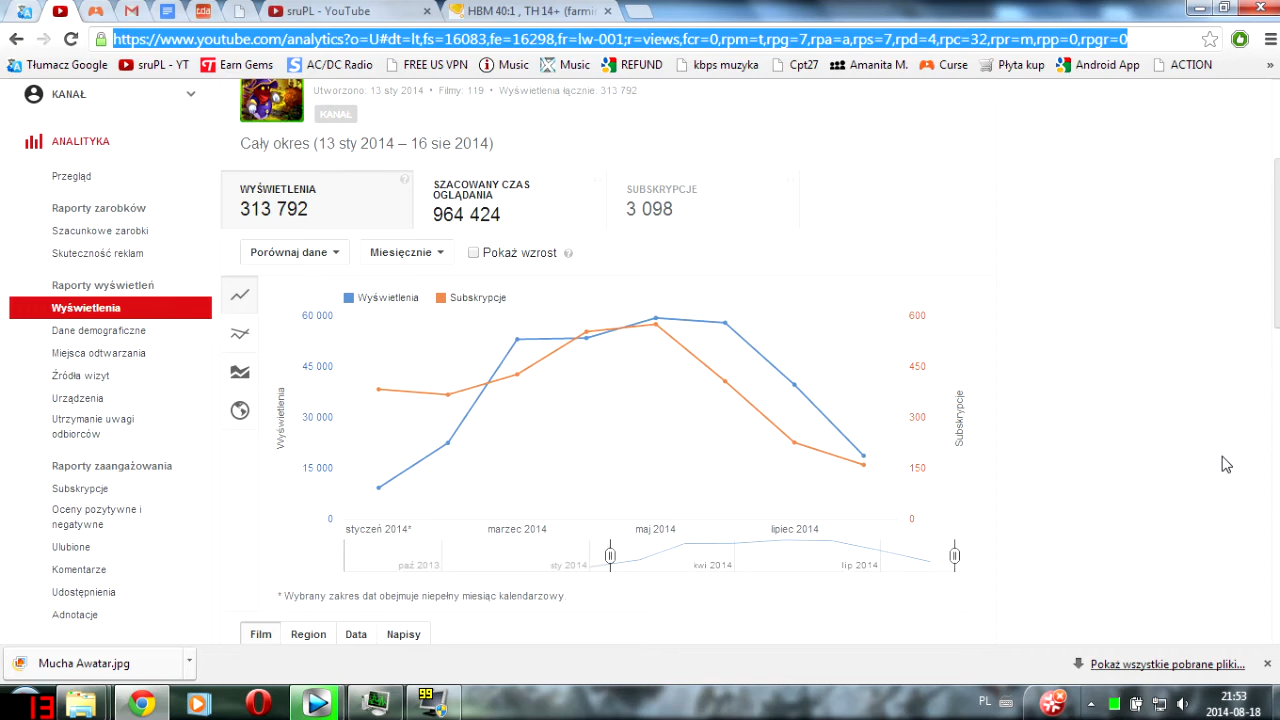 sruPL - YouTube
HBM 40:1 , TH 14+ (farmin
https://www.youtube.com/analytics?o=U#dt=lt,fs=16083,fe=16298,fr=lw-001;r=views,fcr=0,rpm=t,rpg=7,rpa=a,rps=7,rpd=4,rpc=32,rpr=m,rpp=0,rpgr=0
Tłumacz Google
sruPL - YT
Earn Gems
AC/DC Radio
FREE US VPN
Music
Music
REFUND
kbps muzyka
Cpt27
Amanita M.
Curse
Płyta kup
Android App
ACTION
»
KANAŁ
ANALITYKA
Przegląd
Raporty zarobków
Szacunkowe zarobki
Skuteczność reklam
Raporty wyświetleń
Wyświetlenia
Dane demograficzne
Miejsca odtwarzania
Źródła wizyt
Urządzenia
Utrzymanie uwagi
odbiorców
Raporty zaangażowania
Subskrypcje
Oceny pozytywne i
negatywne
Ulubione
Komentarze
Udostępnienia
Adnotacje
Utworzono: 13 sty 2014 • Filmy: 119 • Wyświetlenia łącznie: 313 792
KANAŁ
Cały okres (13 sty 2014 – 16 sie 2014)
WYŚWIETLENIA
313 792
SZACOWANY CZAS
OGLĄDANIA
964 424
SUBSKRYPCJE
3 098
Porównaj dane
Miesięcznie
Pokaż wzrost
Wyświetlenia
Subskrypcje
60 000
45 000
30 000
15 000
0
Wyświetlenia
600
450
300
150
0
Subskrypcje
styczeń 2014*
marzec 2014
maj 2014
lipiec 2014
paź 2013
sty 2014
kwi 2014
lip 2014
* Wybrany zakres dat obejmuje niepełny miesiąc kalendarzowy.
Film
Region
Data
Napisy
Mucha Awatar.jpg
Pokaż wszystkie pobrane pliki...
13
99
PL
21:53
2014-08-18